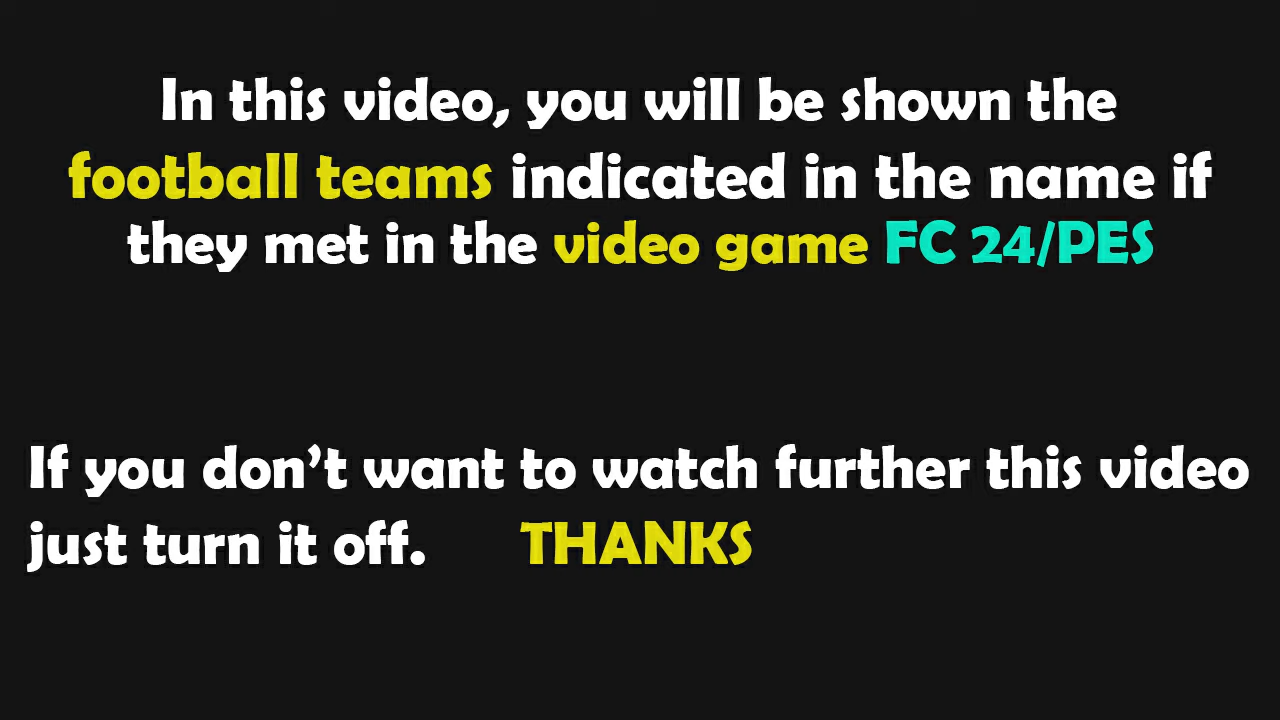 In this video, you will be shown the
football teams indicated in the name if
they met in the video game FC 24/PES
If you don’t want to watch further this video
just turn it off. THANKS